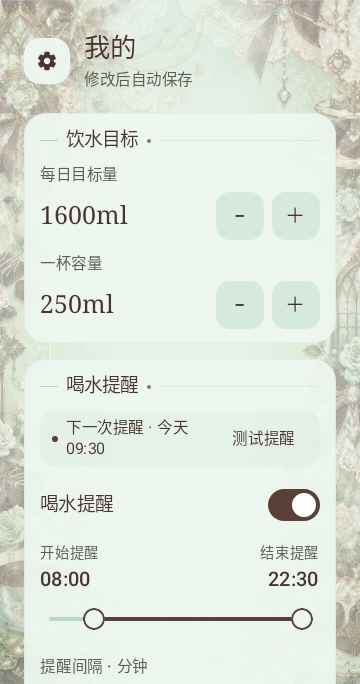 我的
修改后自动保存
饮水目标
每日目标量
1600ml - +
一杯容量
250ml - +
喝水提醒
下一次提醒 · 今天 09:30
测试提醒
喝水提醒
开始提醒 结束提醒
08:00 22:30
提醒间隔 · 分钟